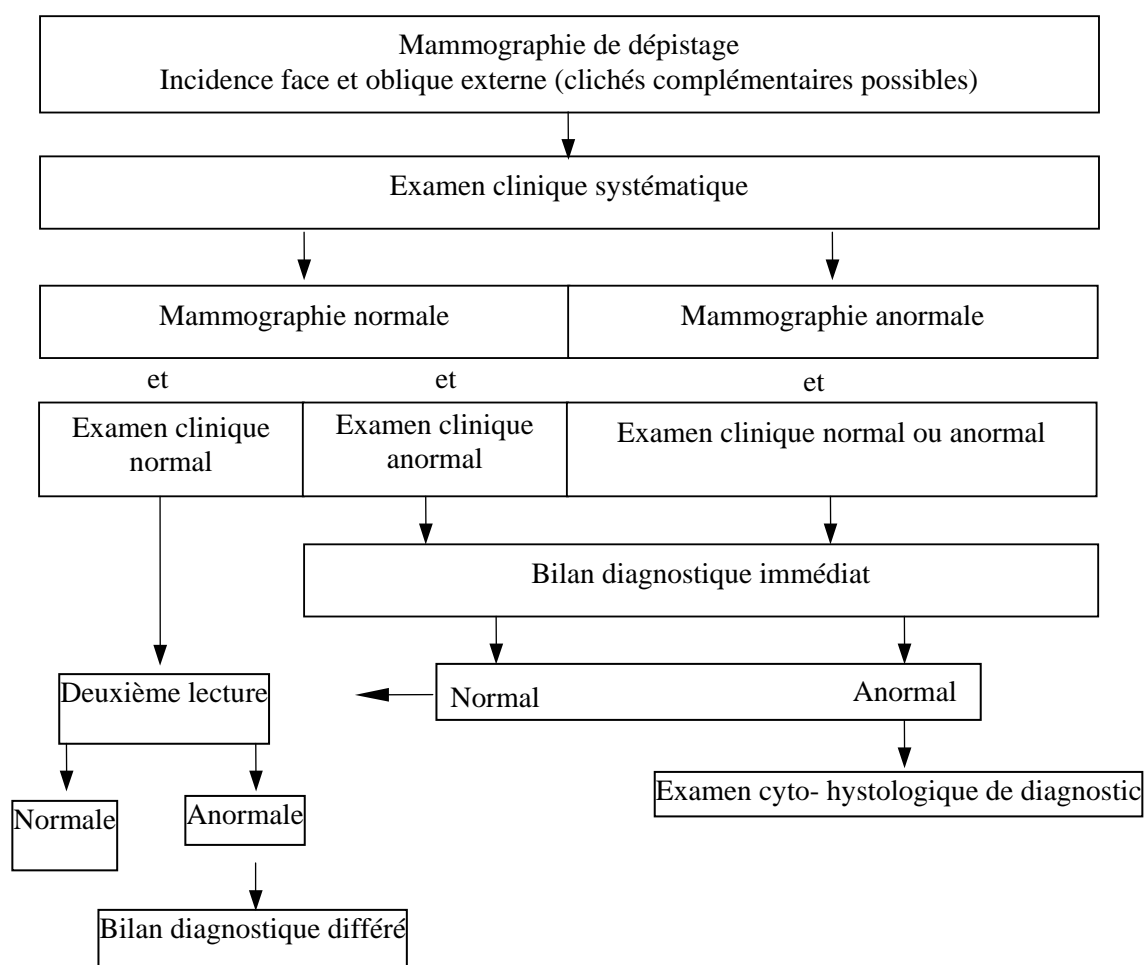 Mammographie de dépistage
Incidence face et oblique externe (clichés complémentaires possibles)
Examen clinique systématique
Mammographie normale
Mammographie anormale
et
et
et
Examen clinique
normal
Examen clinique
anormal
Examen clinique normal ou anormal
Bilan diagnostique immédiat
Deuxième lecture
Normal
Anormal
Normale
Anormale
Examen cyto- hystologique de diagnostic
Bilan diagnostique différé